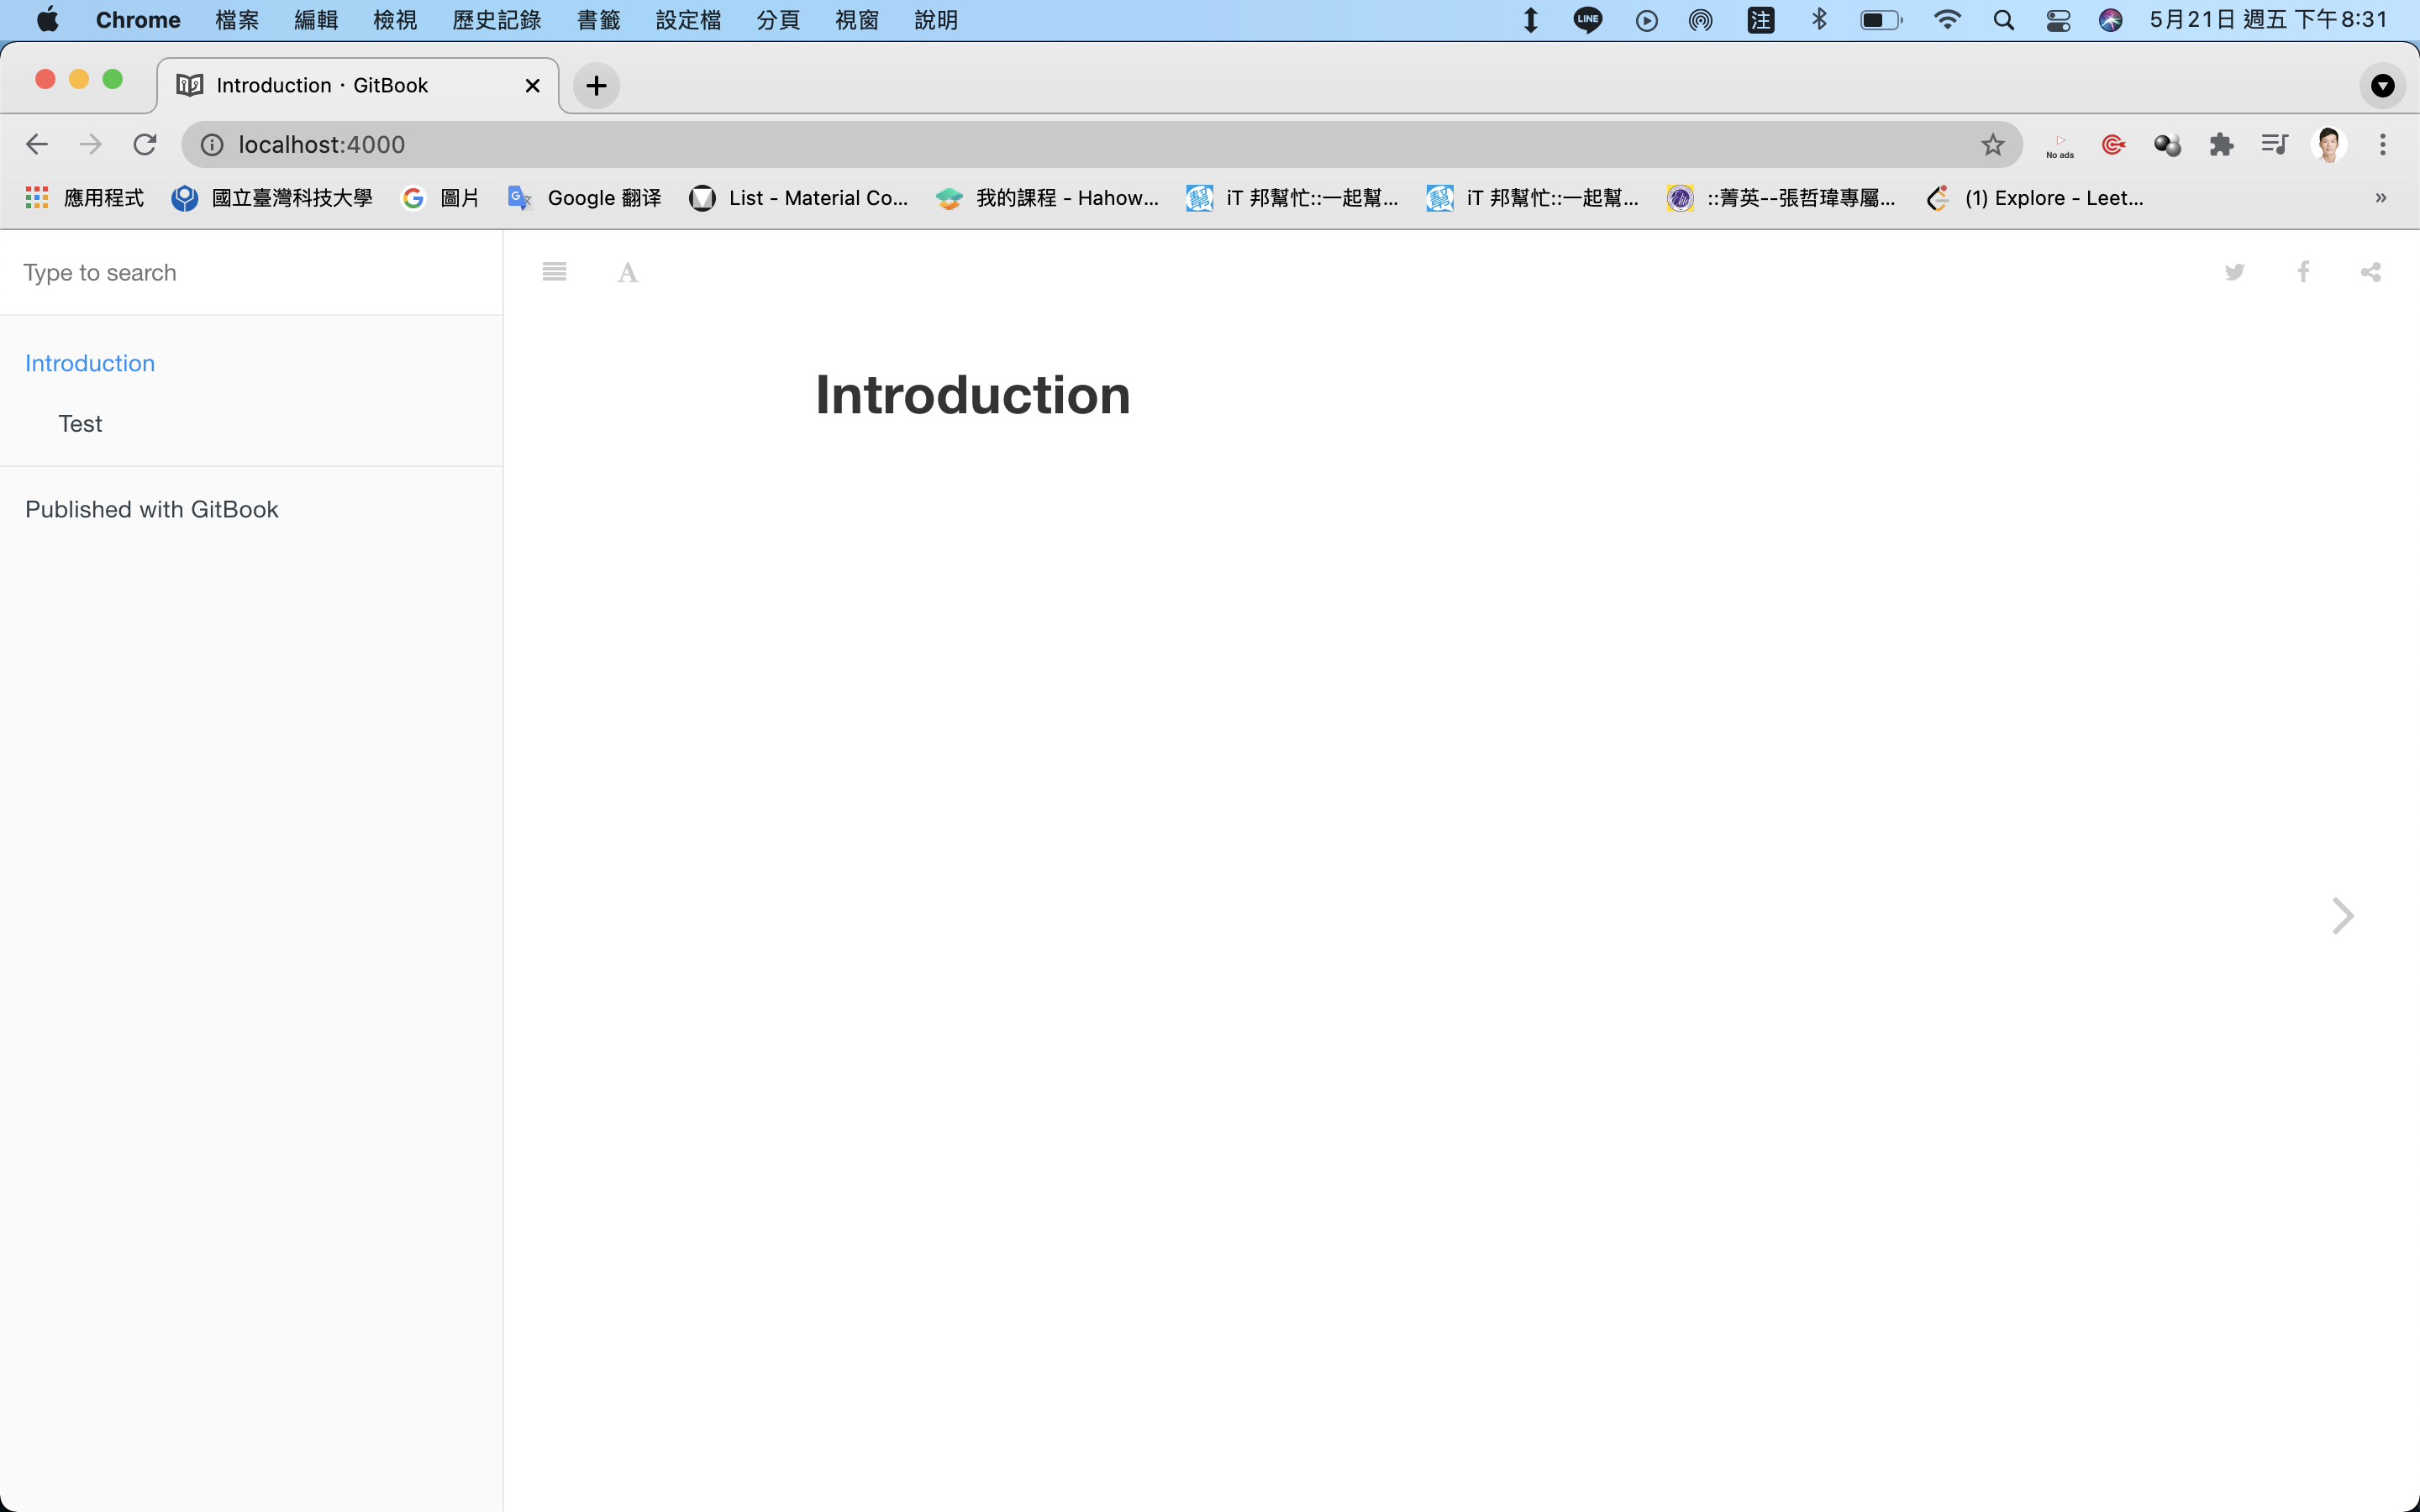 Chrome 檔案 編輯 檢視 歷史記錄 書籤 設定檔 分頁 視窗 說明 LINE 注 5月21日 週五 下午8:31
Introduction · GitBook
localhost:4000
No ads
應用程式 國立臺灣科技大學 圖片 Google 翻译 List - Material Co... 我的課程 - Hahow... iT 邦幫忙::一起幫... iT 邦幫忙::一起幫... ::菁英--張哲瑋專屬... (1) Explore - Leet... »
Type to search
A
Introduction
Introduction
Test
Published with GitBook